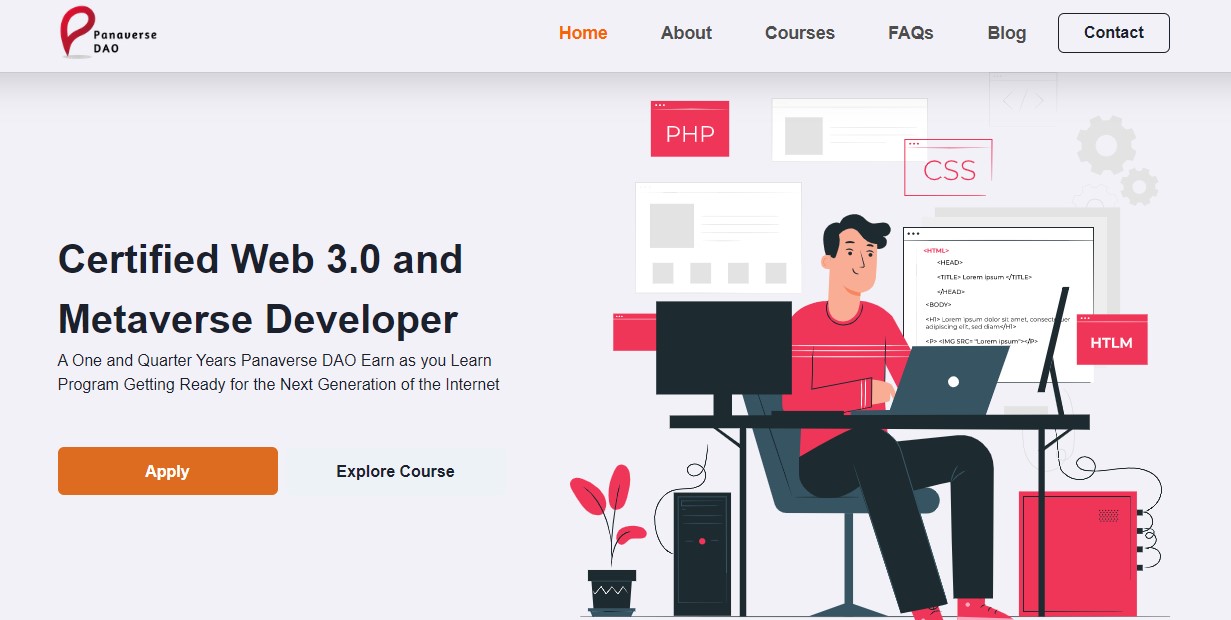 Panaverse
DAO
Home
About
Courses
FAQs
Blog
Contact
</>
PHP
CSS
Certified Web 3.0 and
Metaverse Developer
A One and Quarter Years Panaverse DAO Earn as you Learn
Program Getting Ready for the Next Generation of the Internet
Apply
Explore Course
<HTML>
<HEAD>
<TITLE> Lorem ipsum </TITLE>
</HEAD>
<BODY>
<H1> Lorem ipsum dolor sit amet, consectetuer
adipiscing elit, sed diam</H1>
<P> <IMG SRC= "Lorem ipsum"></P>
HTLM